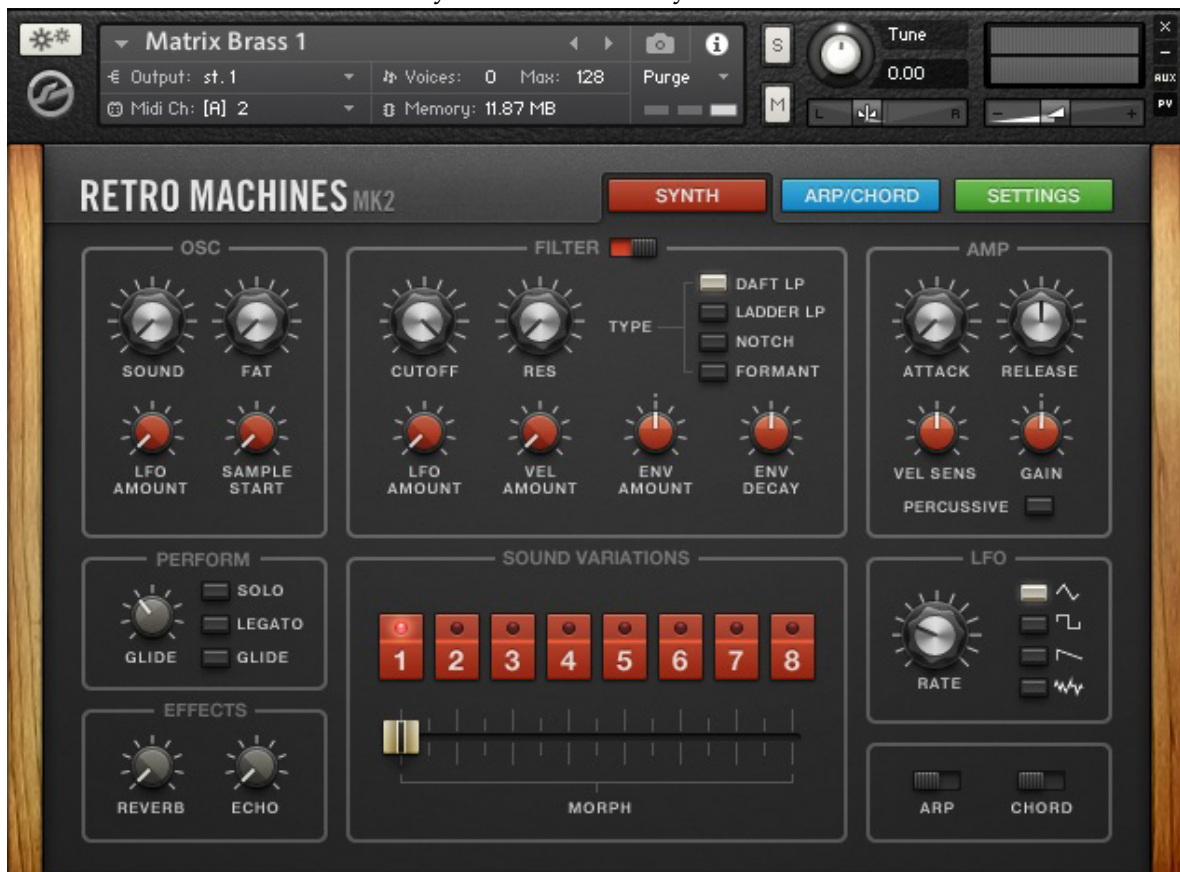 Matrix Brass 1
S
Tune
Output: st. 1
Voices: 0 Max: 128
Purge
0.00
AUX
Midi Ch: [A] 2
Memory: 11.87 MB
M
L
R
PV
RETRO MACHINES MK2
SYNTH
ARP/CHORD
SETTINGS
OSC
FILTER
AMP
SOUND
FAT
CUTOFF
RES
TYPE
DAFT LP
LADDER LP
NOTCH
FORMANT
ATTACK
RELEASE
LFO AMOUNT
SAMPLE START
LFO AMOUNT
VEL AMOUNT
ENV AMOUNT
ENV DECAY
VEL SENS
GAIN
PERCUSSIVE
PERFORM
SOLO
LEGATO
GLIDE
GLIDE
SOUND VARIATIONS
1 2 3 4 5 6 7 8
MORPH
LFO
RATE
EFFECTS
REVERB
ECHO
ARP
CHORD